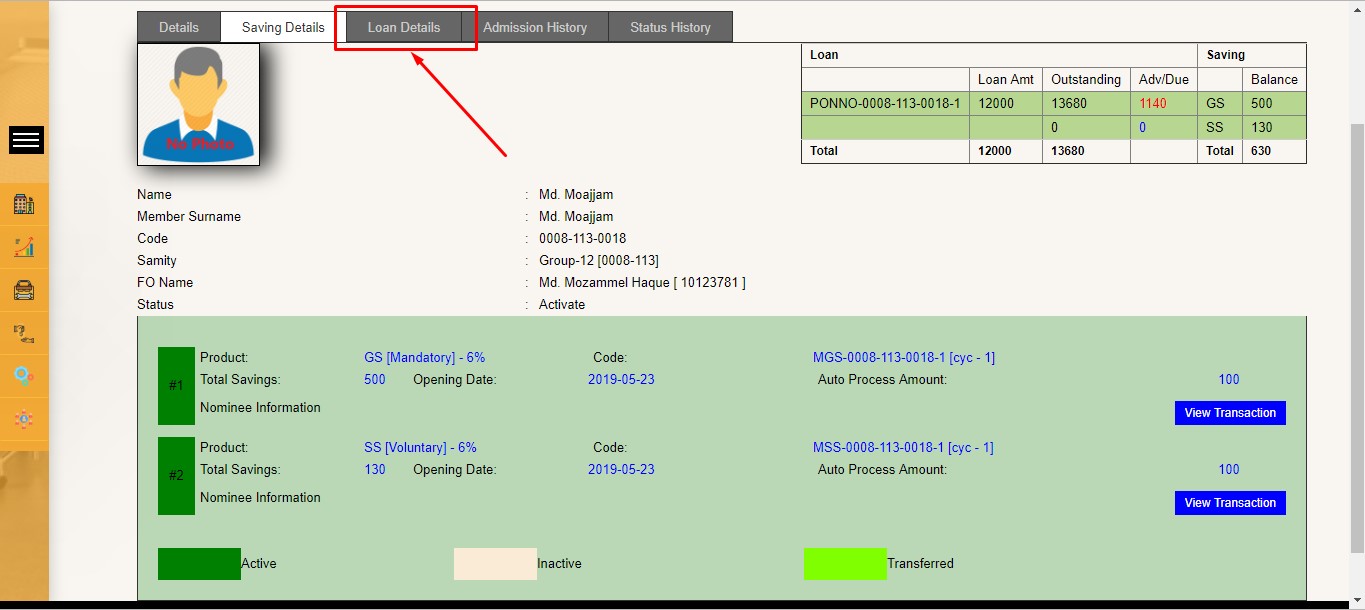 Details Saving Details Loan Details Admission History Status History
No Photo
Loan Saving
Loan Amt Outstanding Adv/Due Balance
PONNO-0008-113-0018-1 12000 13680 1140 GS 500
0 0 SS 130
Total 12000 13680 Total 630
Name : Md. Moajjam
Member Surname : Md. Moajjam
Code : 0008-113-0018
Samity : Group-12 [0008-113]
FO Name : Md. Mozammel Haque [ 10123781 ]
Status : Activate
#1
Product: GS [Mandatory] - 6% Code: MGS-0008-113-0018-1 [cyc - 1]
Total Savings: 500 Opening Date: 2019-05-23 Auto Process Amount: 100
Nominee Information
View Transaction
#2
Product: SS [Voluntary] - 6% Code: MSS-0008-113-0018-1 [cyc - 1]
Total Savings: 130 Opening Date: 2019-05-23 Auto Process Amount: 100
Nominee Information
View Transaction
Active Inactive Transferred